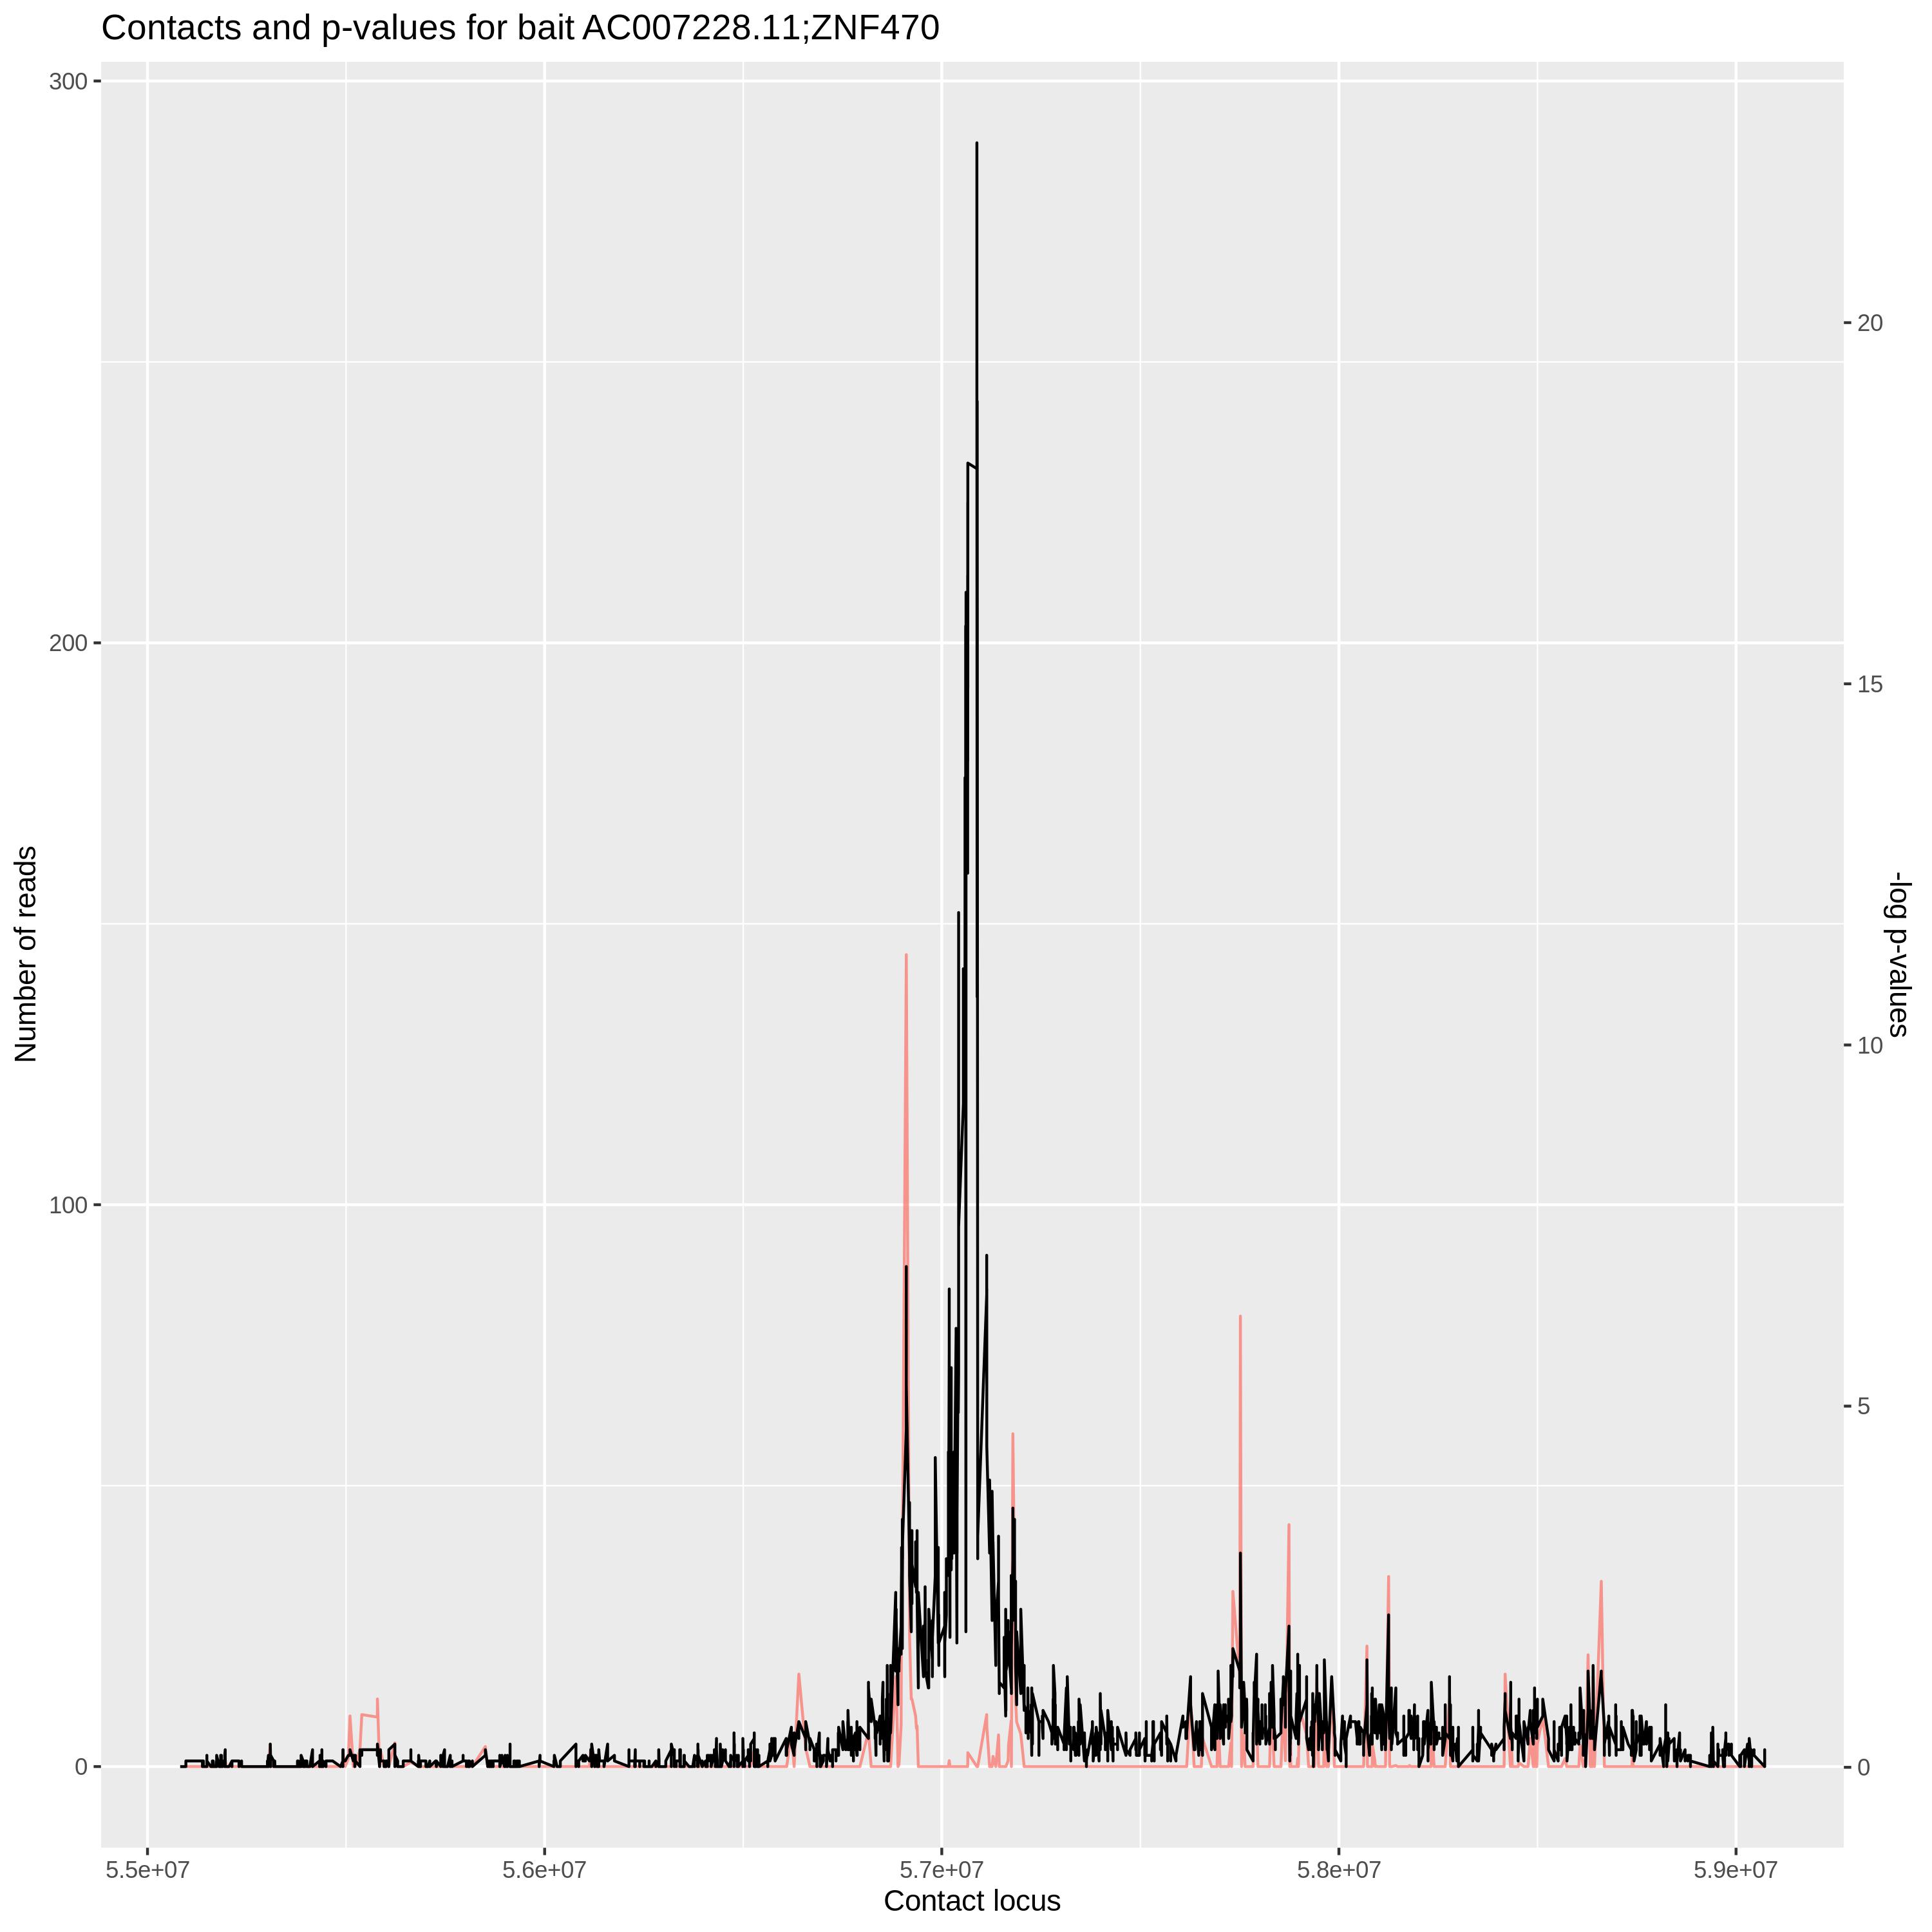 Contacts and p-values for bait AC007228.11;ZNF470
300
200
100
0
Number of reads
20
15
10
5
0
-log p-values
5.5e+07
5.6e+07
5.7e+07
5.8e+07
5.9e+07
Contact locus